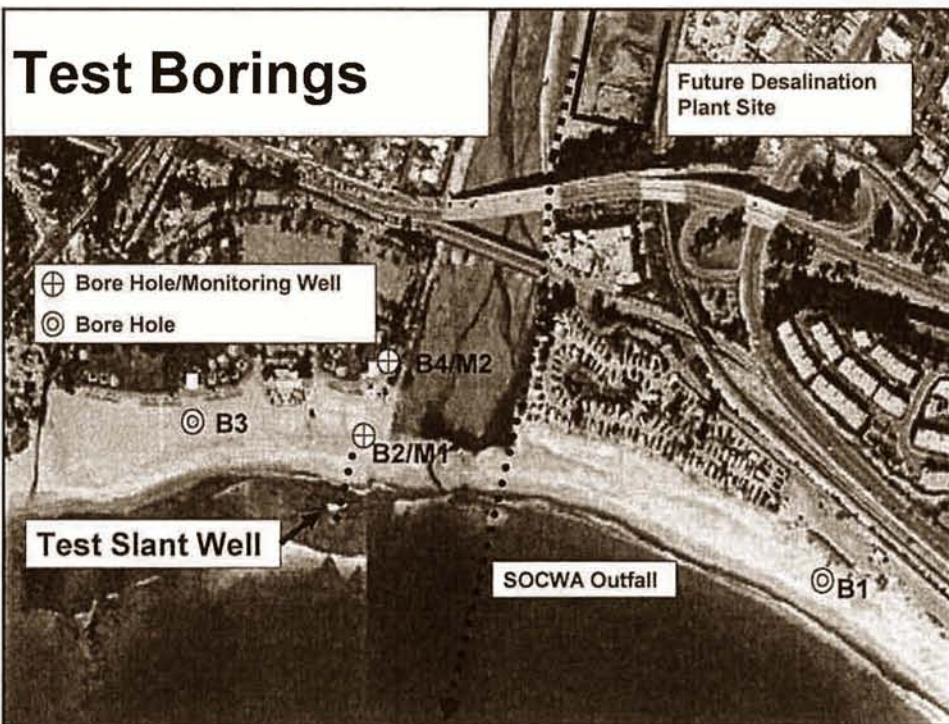 Test Borings
Future Desalination
Plant Site
Bore Hole/Monitoring Well
Bore Hole
B4/M2
B3
B2/M1
Test Slant Well
SOCWA Outfall
B1